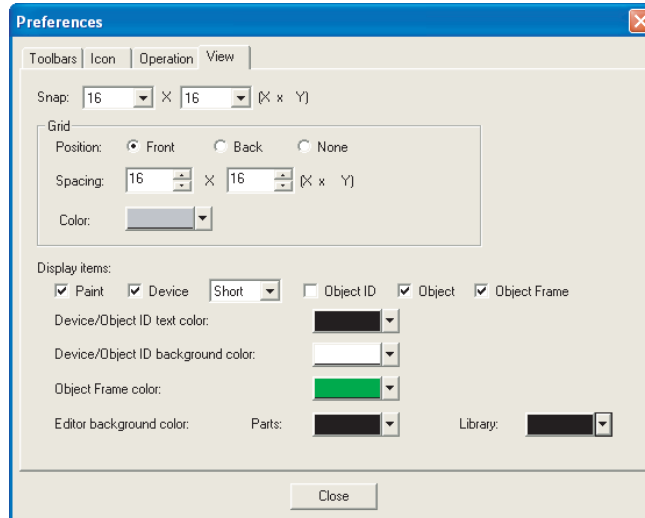 Preferences
Toolbars Icon Operation View
Snap: 16 X 16 (X x Y)
Grid
Position: Front Back None
Spacing: 16 X 16 (X x Y)
Color:
Display items:
Paint Device Short Object ID Object Object Frame
Device/Object ID text color:
Device/Object ID background color:
Object Frame color:
Editor background color: Parts: Library:
Close